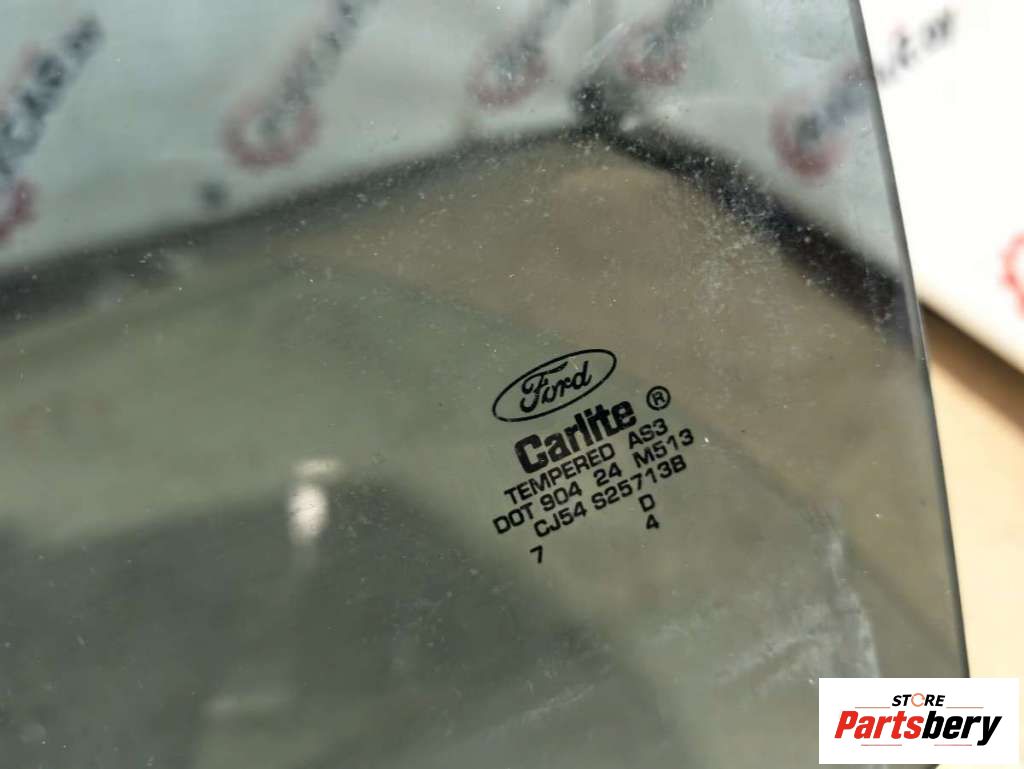 Ford
Carlite ®
TEMPERED AS3
DOT 904 24 M513
CJ54 S25713B
D
7 4
STORE
Partsbery